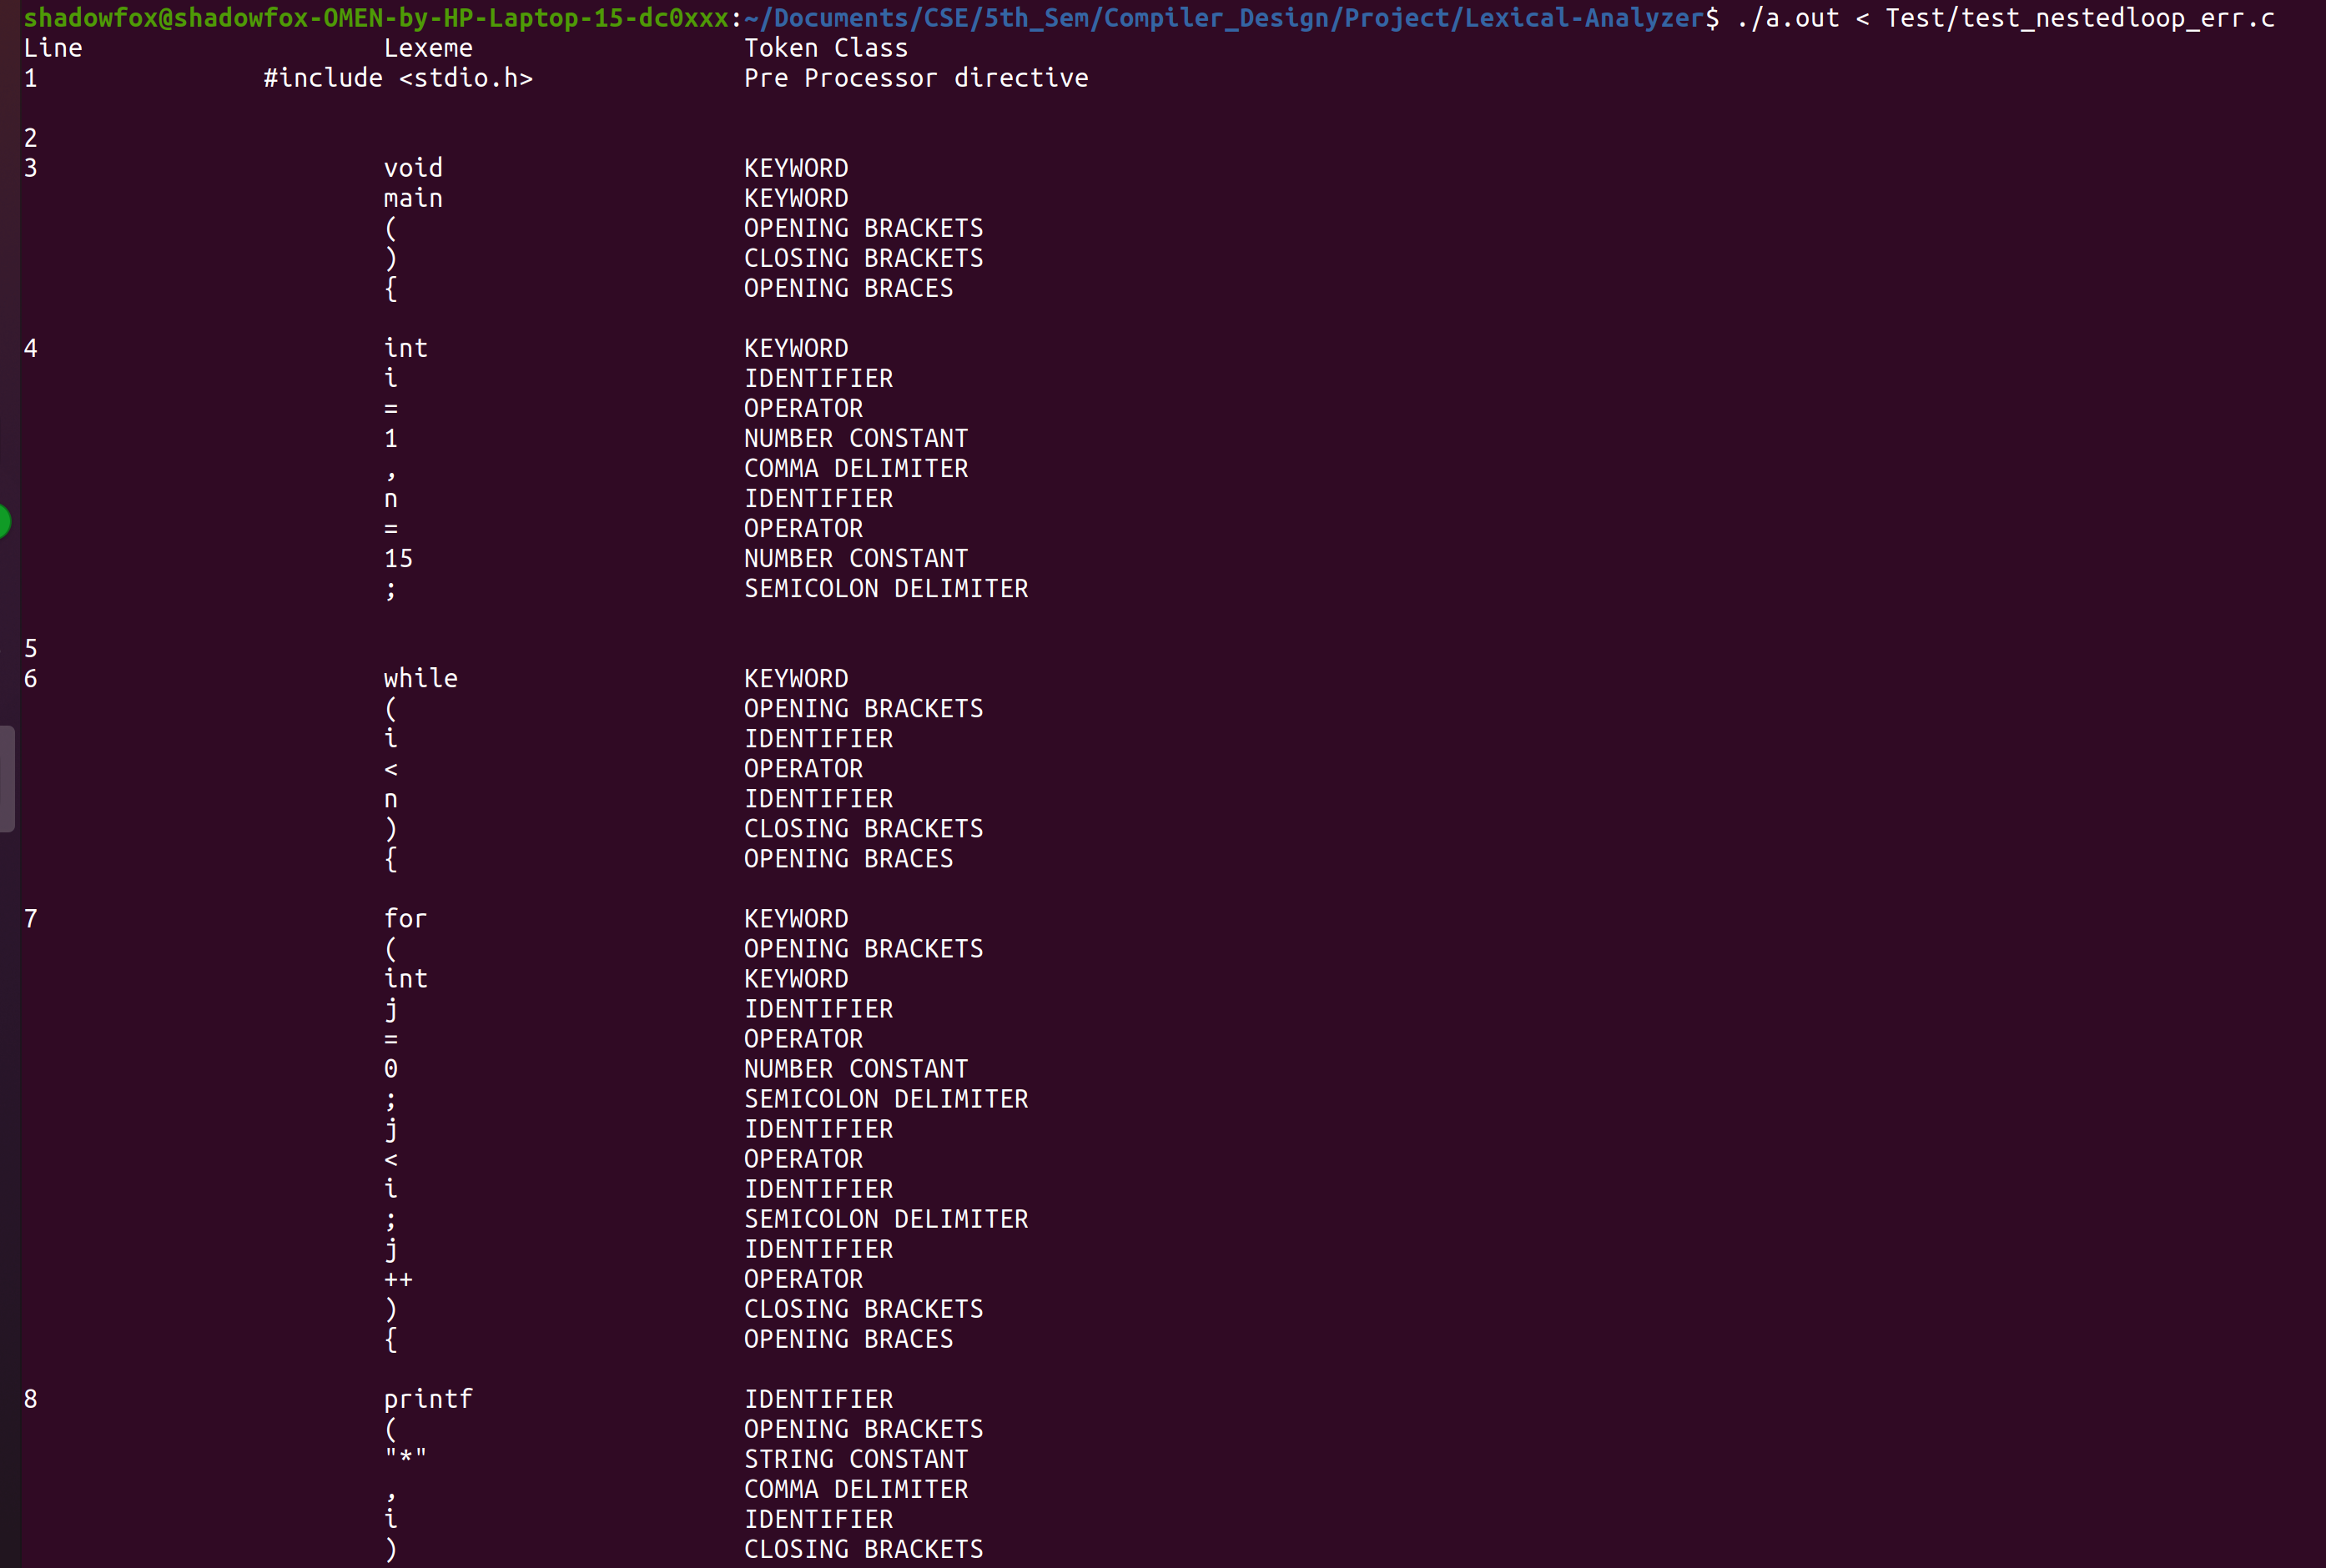 shadowfox@shadowfox-OMEN-by-HP-Laptop-15-dc0xxx:~/Documents/CSE/5th_Sem/Compiler_Design/Project/Lexical-Analyzer$ ./a.out < Test/test_nestedloop_err.c
Line Lexeme Token Class
1 #include <stdio.h> Pre Processor directive
2
3 void KEYWORD
main KEYWORD
( OPENING BRACKETS
) CLOSING BRACKETS
{ OPENING BRACES
4 int KEYWORD
i IDENTIFIER
= OPERATOR
1 NUMBER CONSTANT
, COMMA DELIMITER
n IDENTIFIER
= OPERATOR
15 NUMBER CONSTANT
; SEMICOLON DELIMITER
5
6 while KEYWORD
( OPENING BRACKETS
i IDENTIFIER
< OPERATOR
n IDENTIFIER
) CLOSING BRACKETS
{ OPENING BRACES
7 for KEYWORD
( OPENING BRACKETS
int KEYWORD
j IDENTIFIER
= OPERATOR
0 NUMBER CONSTANT
; SEMICOLON DELIMITER
j IDENTIFIER
< OPERATOR
i IDENTIFIER
; SEMICOLON DELIMITER
j IDENTIFIER
++ OPERATOR
) CLOSING BRACKETS
{ OPENING BRACES
8 printf IDENTIFIER
( OPENING BRACKETS
"*" STRING CONSTANT
, COMMA DELIMITER
i IDENTIFIER
) CLOSING BRACKETS